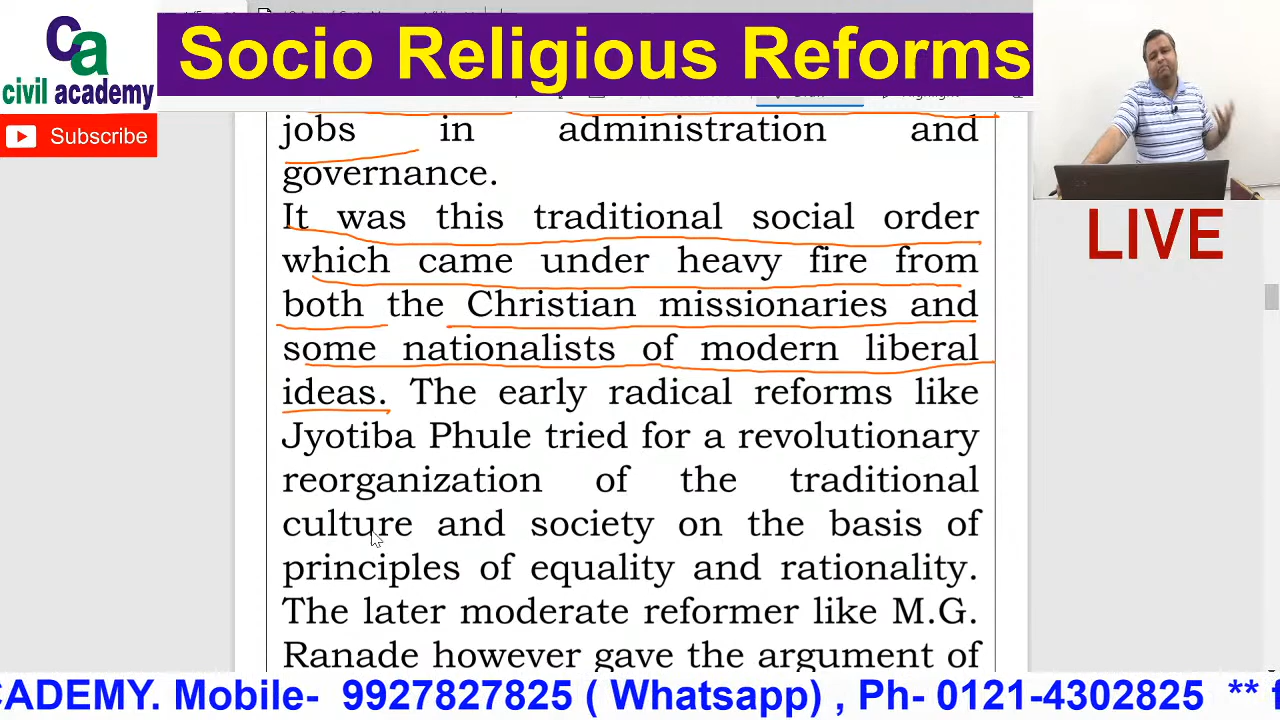 ca
civil academy
Subscribe
Socio Religious Reforms
LIVE
jobs in administration and
governance.
It was this traditional social order
which came under heavy fire from
both the Christian missionaries and
some nationalists of modern liberal
ideas. The early radical reforms like
Jyotiba Phule tried for a revolutionary
reorganization of the traditional
culture and society on the basis of
principles of equality and rationality.
The later moderate reformer like M.G.
Ranade however gave the argument of
CADEMY. Mobile- 9927827825 ( Whatsapp) , Ph- 0121-4302825 ** f